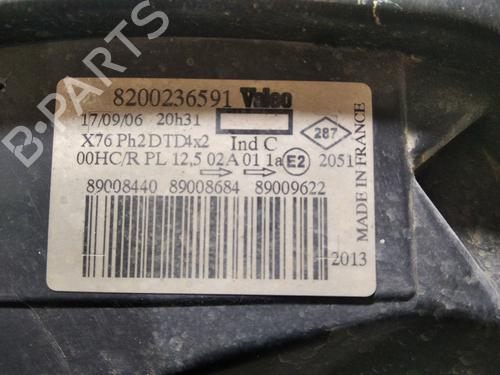 8200236591 Valeo
17/09/06 20h31
X76 Ph2 DTD4x2 Ind C
287
00HC/R PL 12,5 02A 01 1a E2 2051
89008440 89008684 89009622
2013
MADE IN FRANCE
B-PARTS